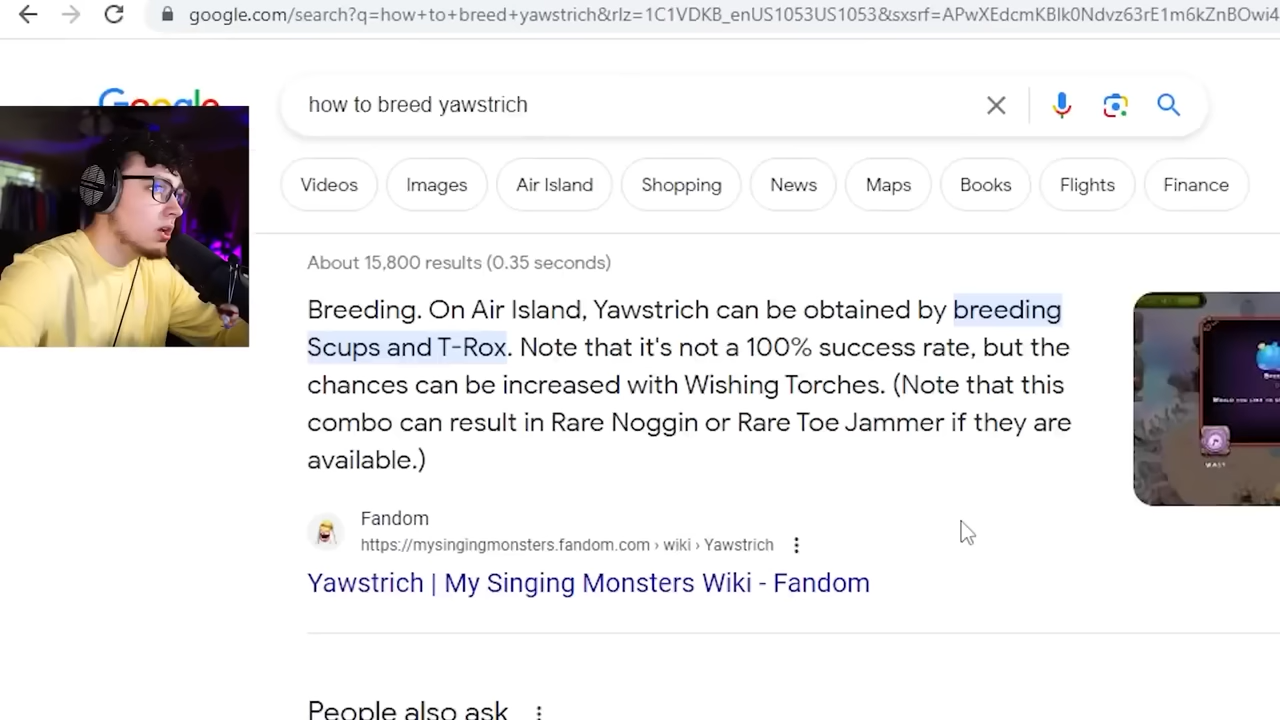 google.com/search?q=how+to+breed+yawstrich&rlz=1C1VDKB_enUS1053US1053&sxsrf=APwXEdcmKBlk0Ndvz63rE1m6kZnBOwi4
Google
how to breed yawstrich
Videos Images Air Island Shopping News Maps Books Flights Finance
About 15,800 results (0.35 seconds)
Breeding. On Air Island, Yawstrich can be obtained by breeding
Scups and T-Rox. Note that it's not a 100% success rate, but the
chances can be increased with Wishing Torches. (Note that this
combo can result in Rare Noggin or Rare Toe Jammer if they are
available.)
Fandom
https://mysingingmonsters.fandom.com › wiki › Yawstrich
Yawstrich | My Singing Monsters Wiki - Fandom
People also ask